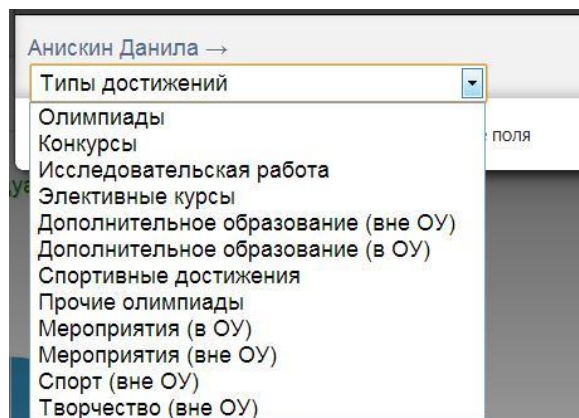 Анискин Данила →
Типы достижений
Олимпиады
Конкурсы
поля
Исследовательская работа
Элективные курсы
Дополнительное образование (вне ОУ)
Дополнительное образование (в ОУ)
Спортивные достижения
Прочие олимпиады
Мероприятия (в ОУ)
Мероприятия (вне ОУ)
Спорт (вне ОУ)
Творчество (вне ОУ)